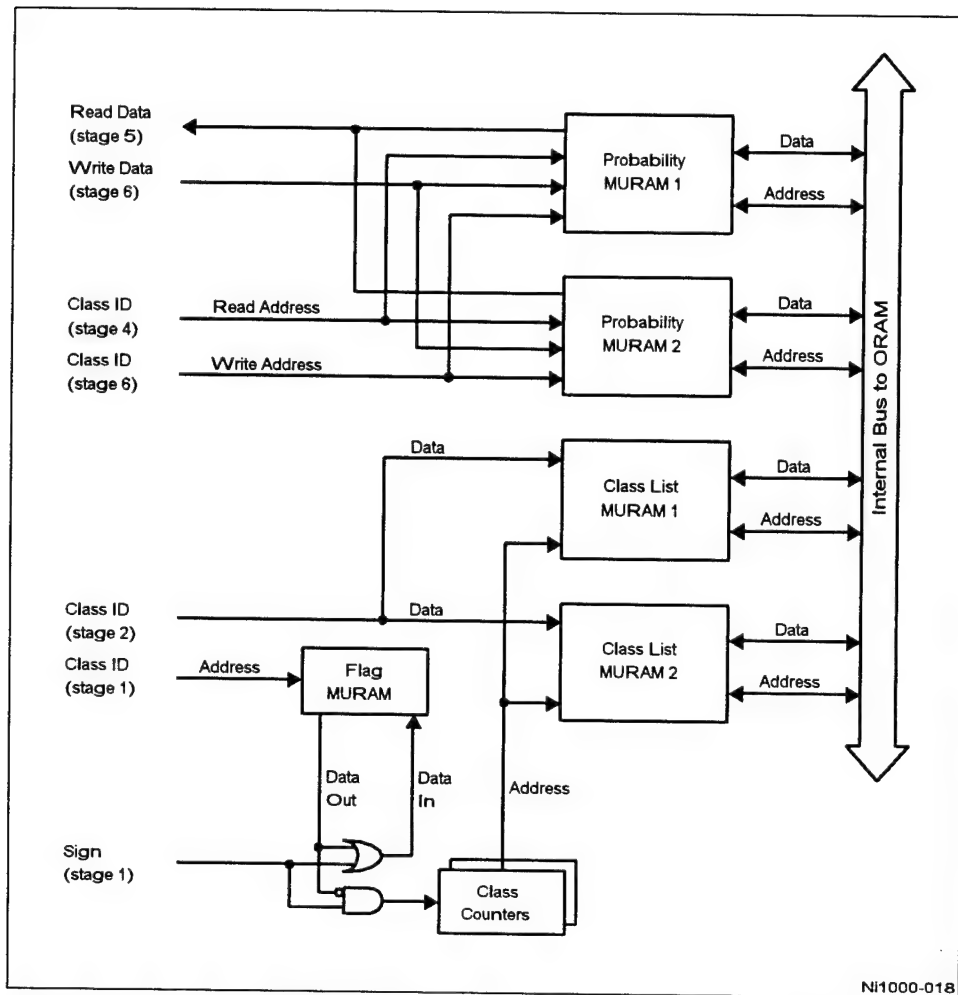 Read Data
(stage 5)
Write Data
(stage 6)
Probability
MURAM 1
Data
Address
Class ID
(stage 4)
Read Address
Class ID
(stage 6)
Write Address
Probability
MURAM 2
Data
Address
Internal Bus to ORAM
Data
Class List
MURAM 1
Data
Address
Class ID
(stage 2)
Data
Class List
MURAM 2
Data
Address
Class ID
(stage 1)
Address
Flag
MURAM
Data
Out
Data
In
Address
Sign
(stage 1)
Class
Counters
Ni1000-018